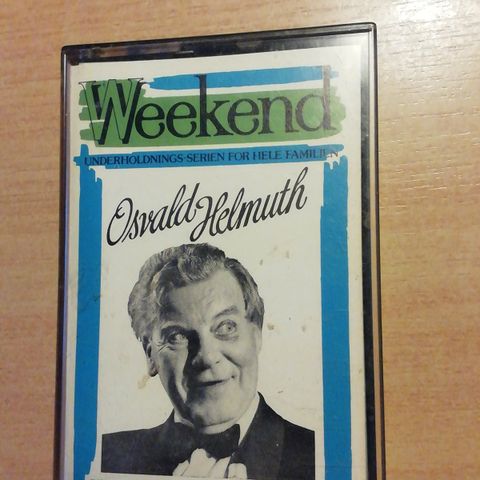 Weekend
UNDERHOLDNINGS-SERIEN FOR HELE FAMILIEN
Osvald Helmuth